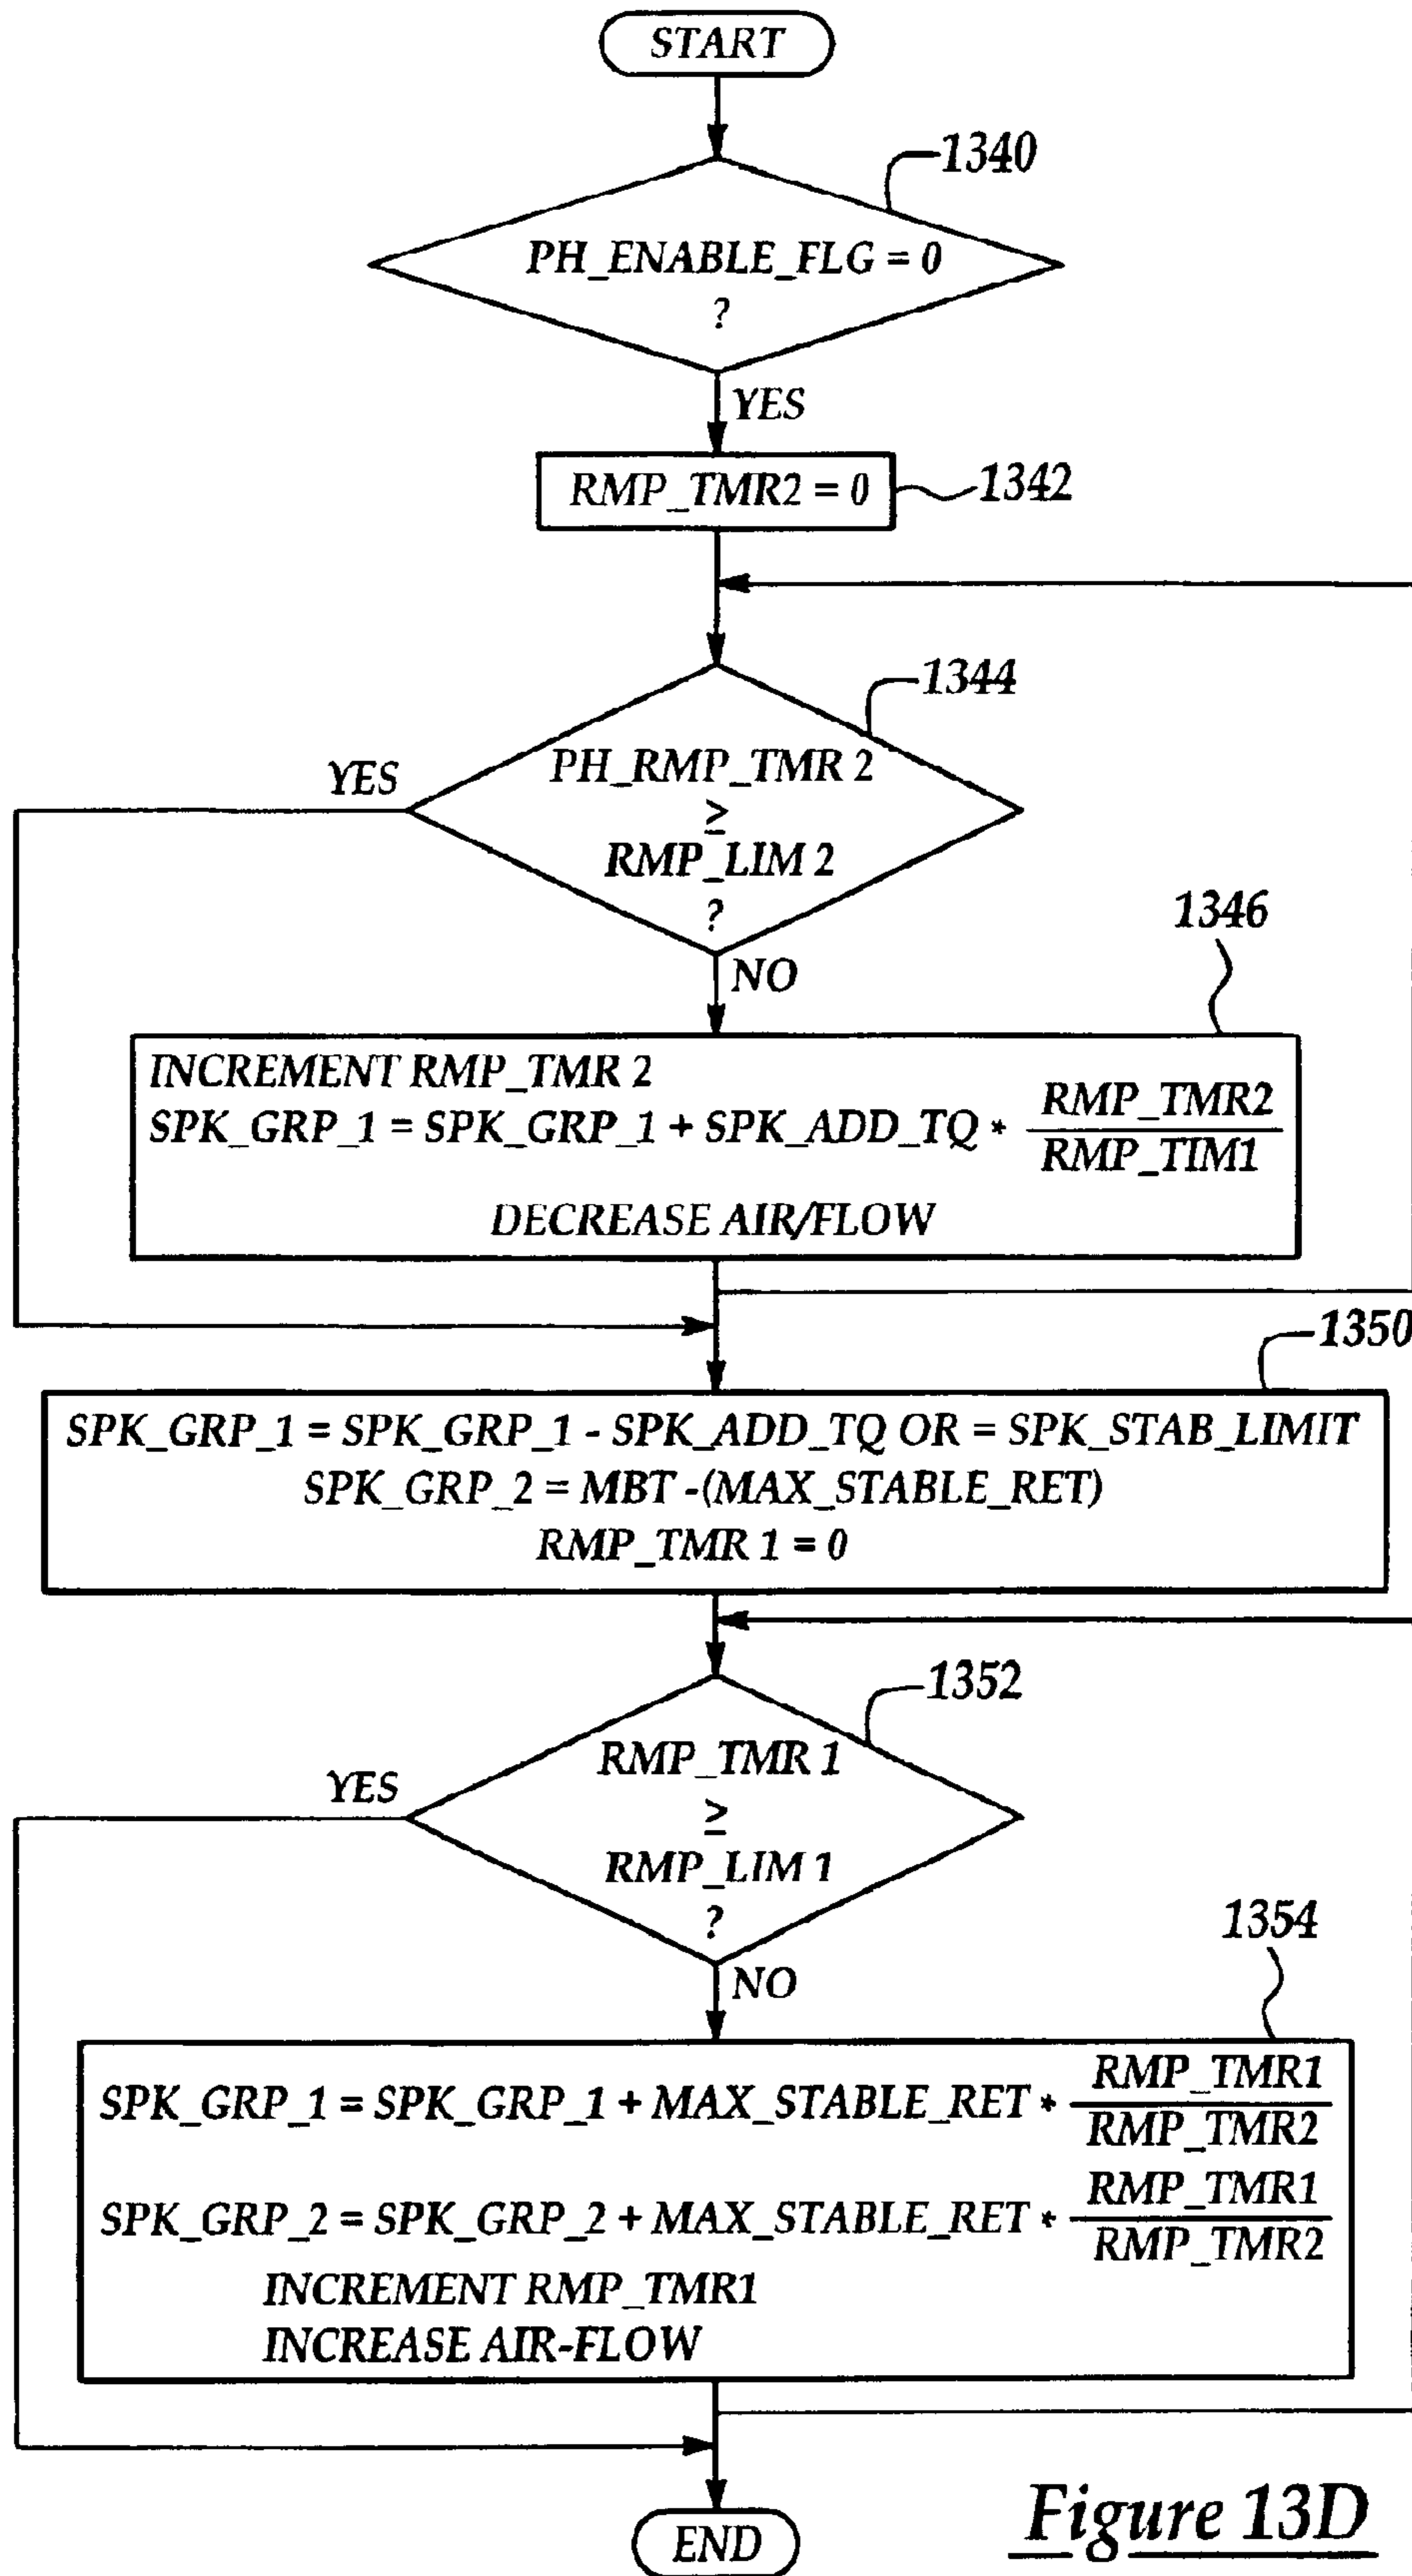 START
1340
PH_ENABLE_FLG = 0
?
YES
RMP_TMR2 = 0
1342
1344
PH_RMP_TMR 2
≥
RMP_LIM 2
?
YES
NO
1346
INCREMENT RMP_TMR 2
SPK_GRP_1 = SPK_GRP_1 + SPK_ADD_TQ * RMP_TMR2
RMP_TIM1
DECREASE AIR/FLOW
1350
SPK_GRP_1 = SPK_GRP_1 - SPK_ADD_TQ OR = SPK_STAB_LIMIT
SPK_GRP_2 = MBT -(MAX_STABLE_RET)
RMP_TMR 1 = 0
1352
RMP_TMR 1
≥
RMP_LIM 1
?
YES
NO
1354
SPK_GRP_1 = SPK_GRP_1 + MAX_STABLE_RET * RMP_TMR1
RMP_TMR2
SPK_GRP_2 = SPK_GRP_2 + MAX_STABLE_RET * RMP_TMR1
RMP_TMR2
INCREMENT RMP_TMR1
INCREASE AIR-FLOW
END
Figure 13D